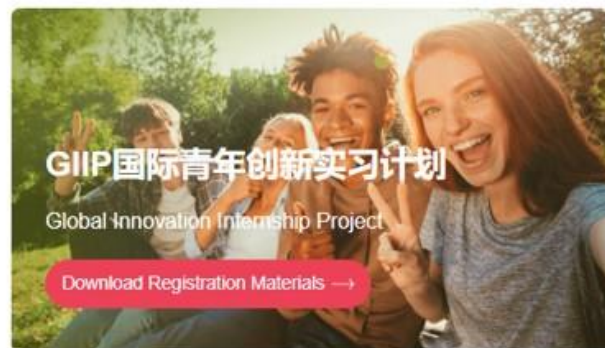 GIIP国际青年创新实习计划
Global Innovation Internship Project
Download Registration Materials →